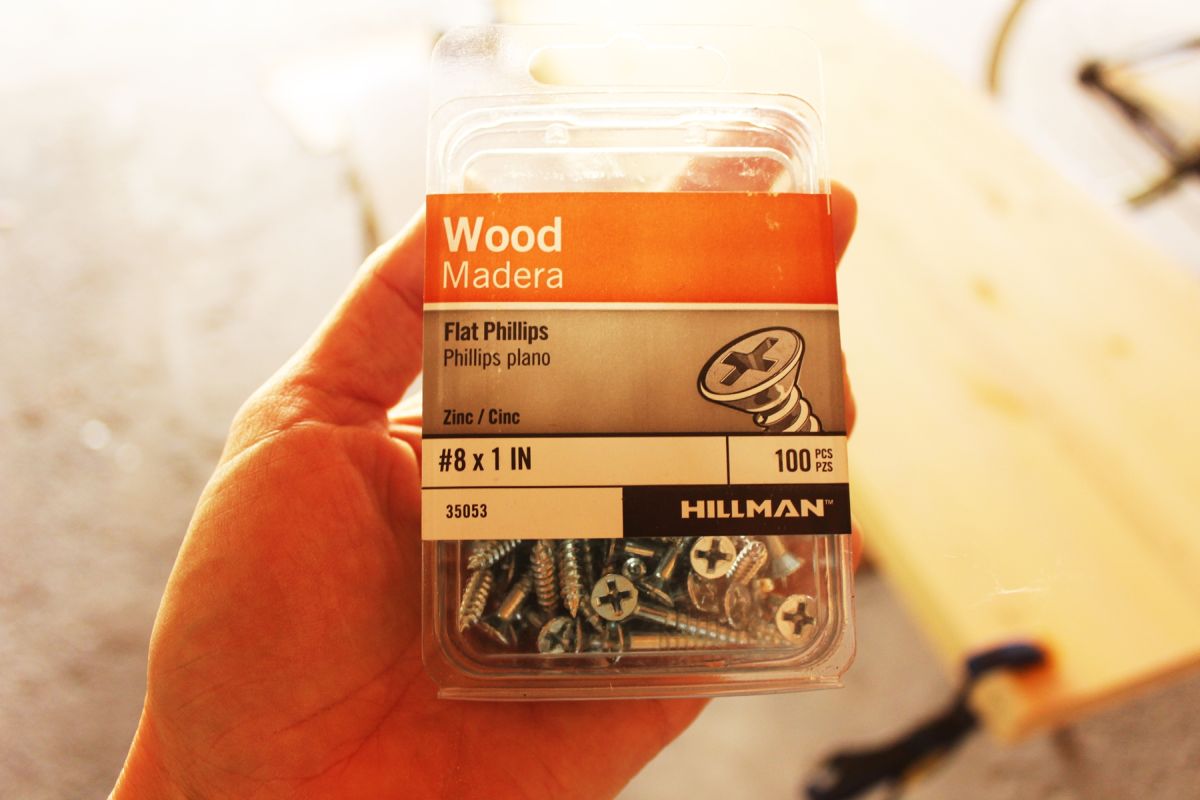 Wood
Madera
Flat Phillips
Phillips plano
Zinc / Cinc
#8 x 1 IN
100 PCS
PZS
35053
HILLMAN™